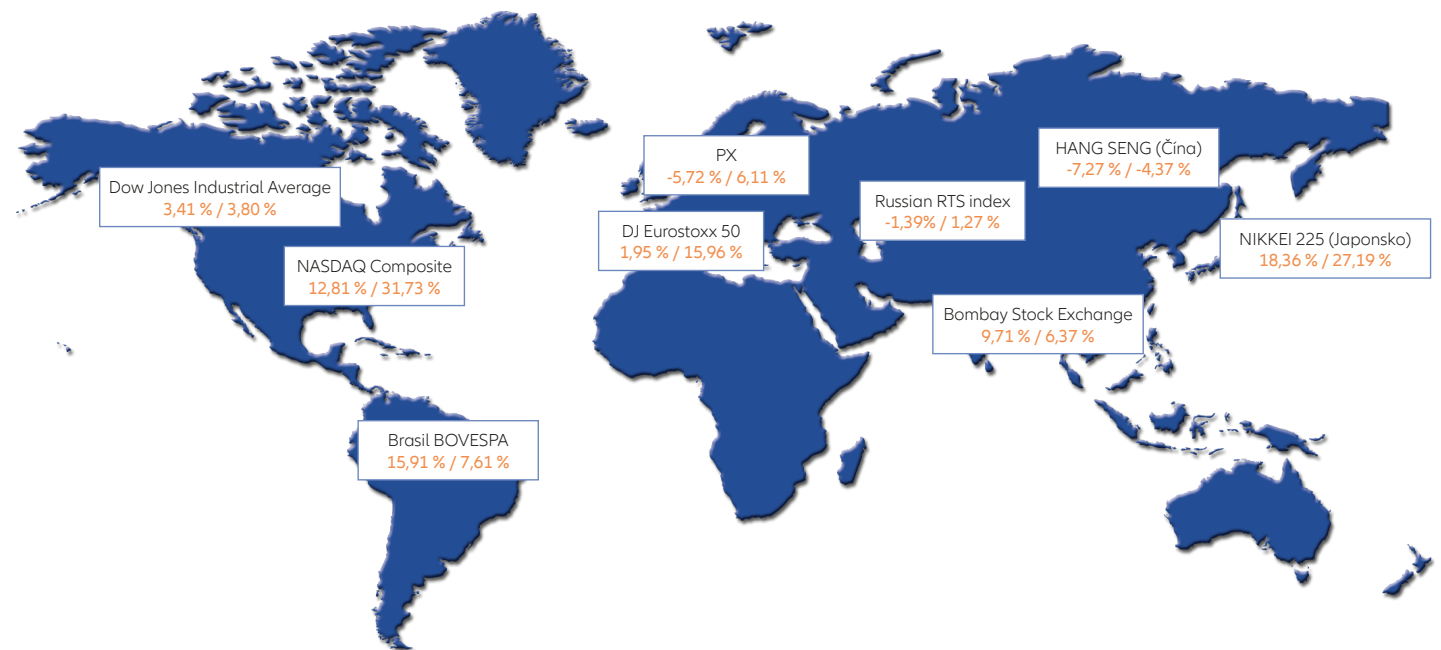 PX
-5,72 % / 6,11 %
HANG SENG (Čína)
-7,27 % / -4,37 %
Dow Jones Industrial Average
3,41 % / 3,80 %
Russian RTS index
-1,39% / 1,27 %
DJ Eurostoxx 50
1,95 % / 15,96 %
NIKKEI 225 (Japonsko)
18,36 % / 27,19 %
NASDAQ Composite
12,81 % / 31,73 %
Bombay Stock Exchange
9,71 % / 6,37 %
Brasil BOVESPA
15,91 % / 7,61 %